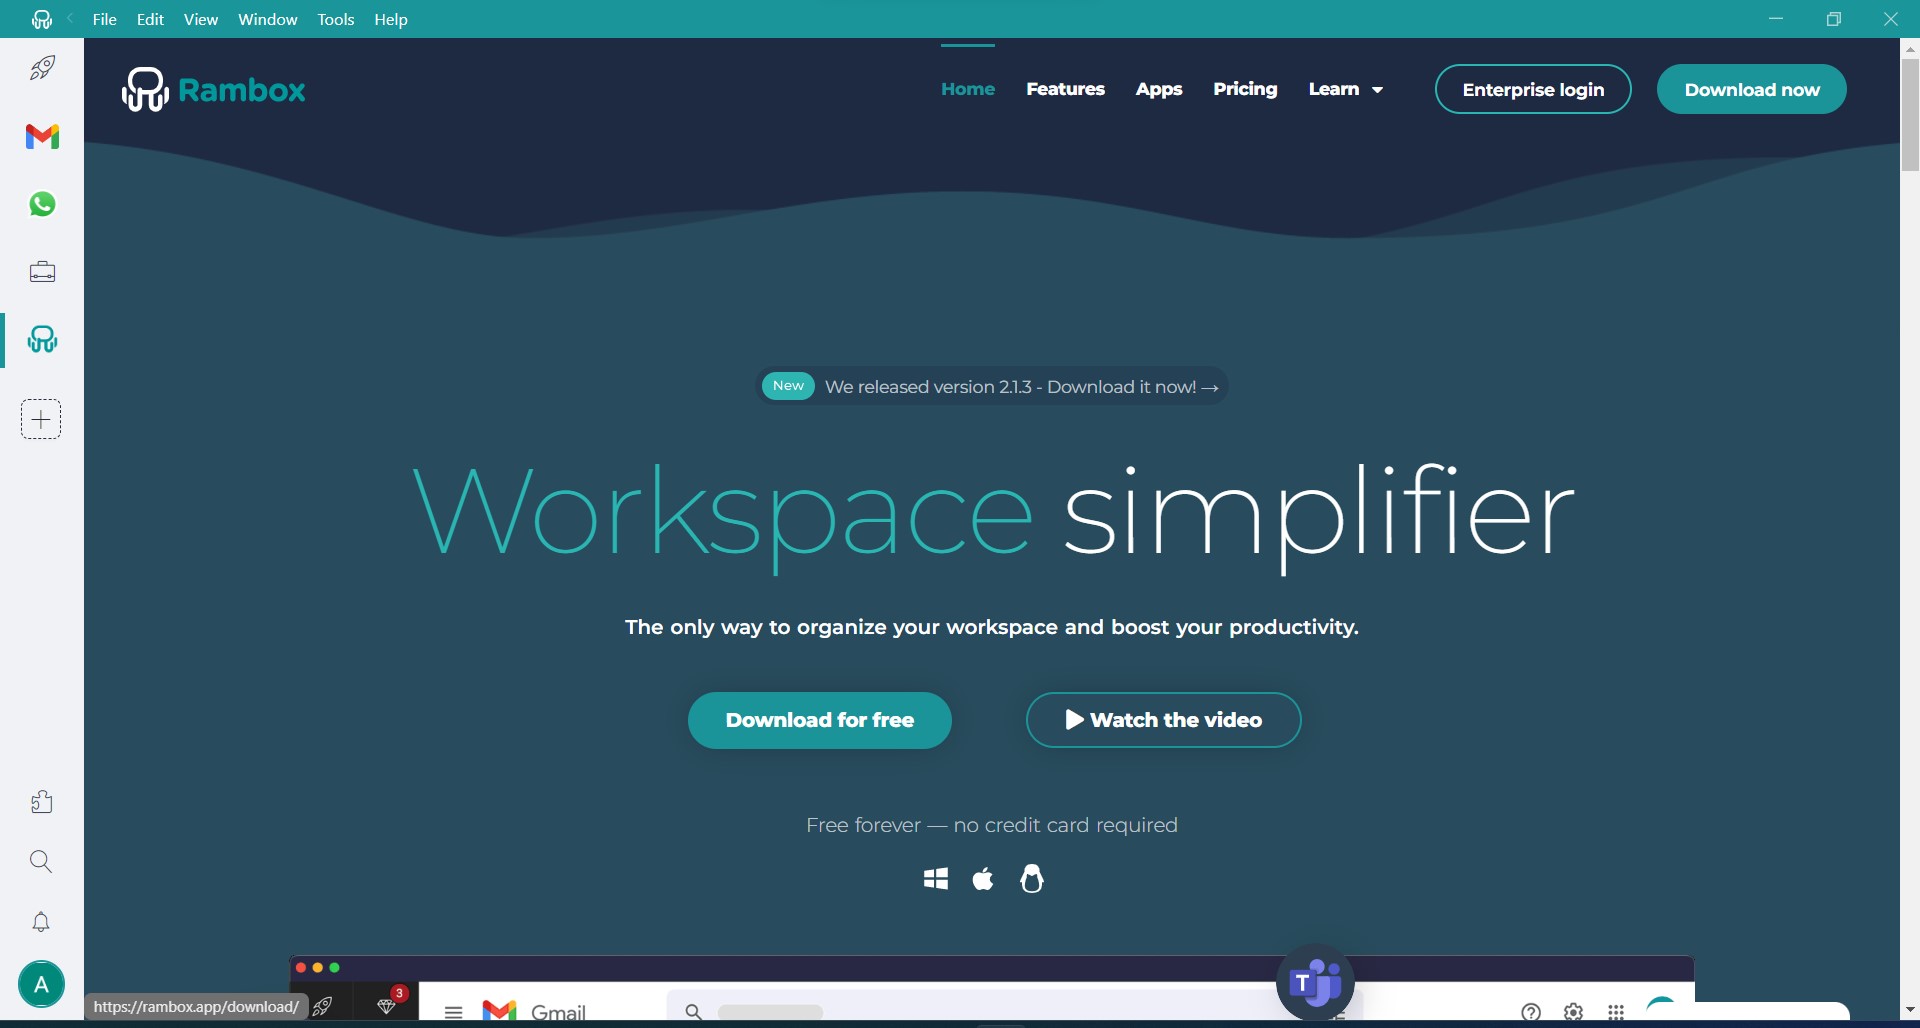 File Edit View Window Tools Help
Rambox
Home Features Apps Pricing Learn Enterprise login Download now
New We released version 2.1.3 - Download it now! →
Workspace simplifier
The only way to organize your workspace and boost your productivity.
Download for free Watch the video
Free forever — no credit card required
T
3
A
https://rambox.app/download/
Gmail